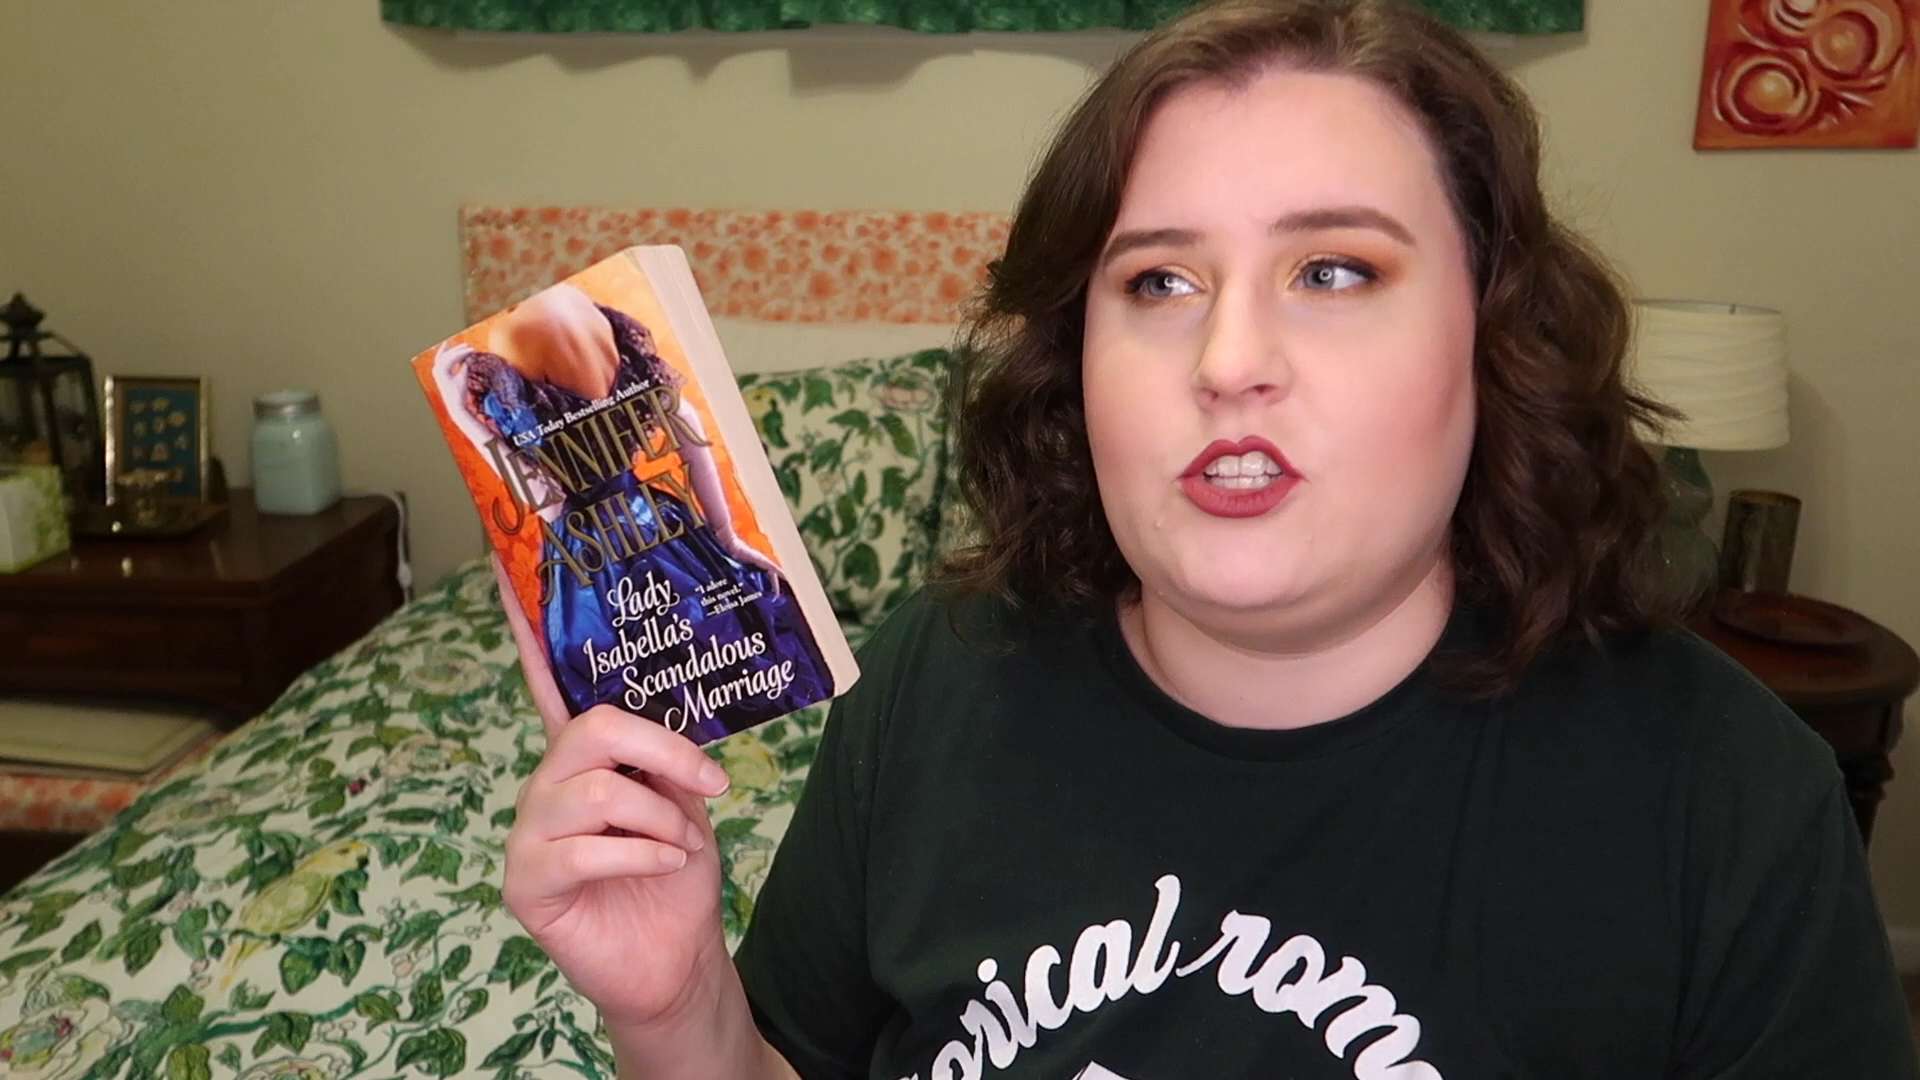 USA Today Bestselling Author
JENNIFER
ASHLEY
Lady
Isabella's
Scandalous
Marriage
"I adore
this novel."
—Eloisa James
orical rom